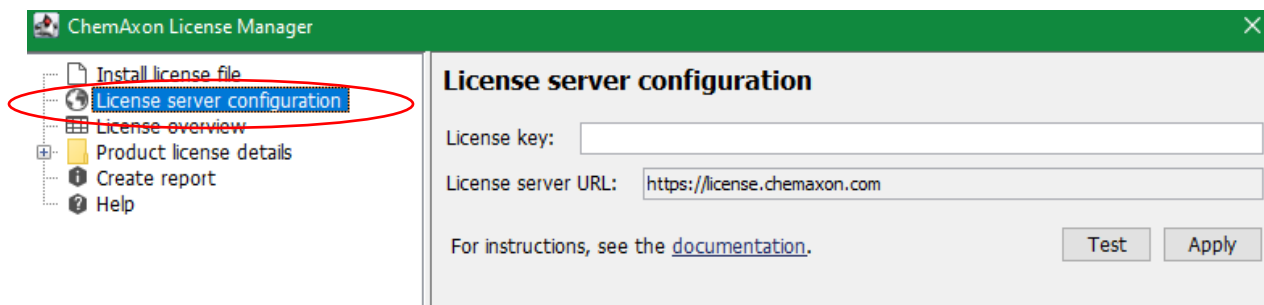 ChemAxon License Manager
Install license file
License server configuration
License overview
Product license details
Create report
Help
License server configuration
License key:
License server URL: https://license.chemaxon.com
For instructions, see the documentation. Test Apply